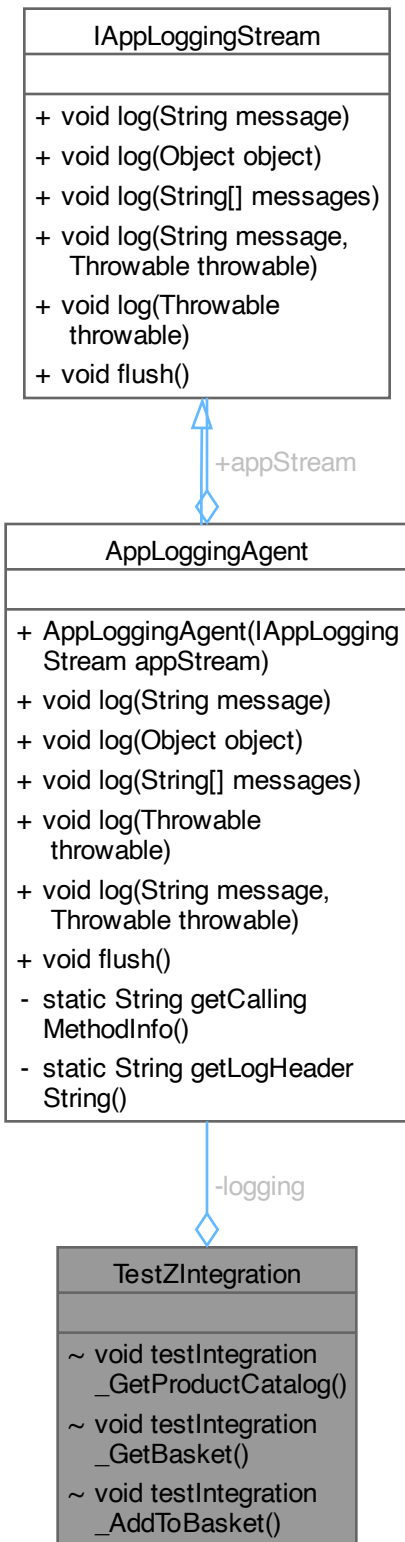 IAppLoggingStream
+ void log(String message)
+ void log(Object object)
+ void log(String[] messages)
+ void log(String message,
Throwable throwable)
+ void log(Throwable
throwable)
+ void flush()
+appStream
AppLoggingAgent
+ AppLoggingAgent(IAppLogging
Stream appStream)
+ void log(String message)
+ void log(Object object)
+ void log(String[] messages)
+ void log(Throwable
throwable)
+ void log(String message,
Throwable throwable)
+ void flush()
- static String getCalling
MethodInfo()
- static String getLogHeader
String()
-logging
TestZIntegration
~ void testIntegration
_GetProductCatalog()
~ void testIntegration
_GetBasket()
~ void testIntegration
_AddToBasket()